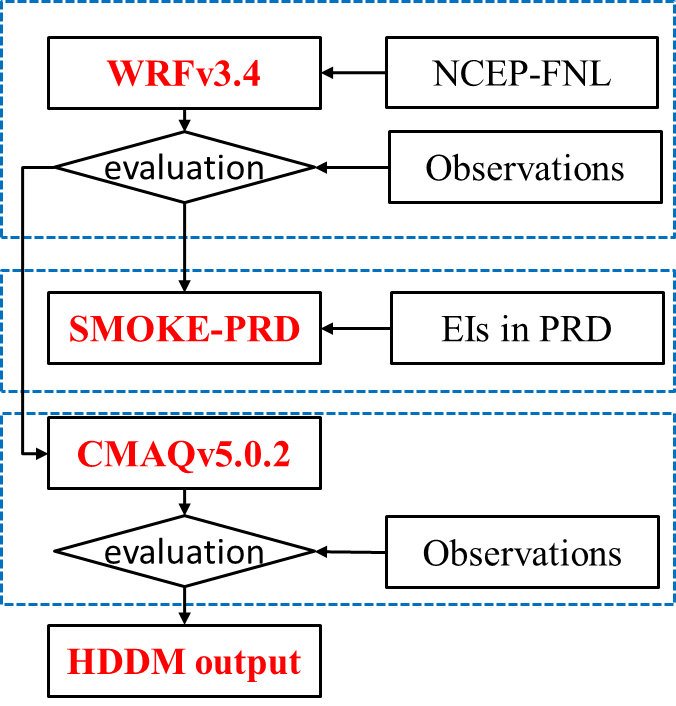 WRFv3.4
NCEP-FNL
evaluation
Observations
SMOKE-PRD
EIs in PRD
CMAQv5.0.2
evaluation
Observations
HDDM output